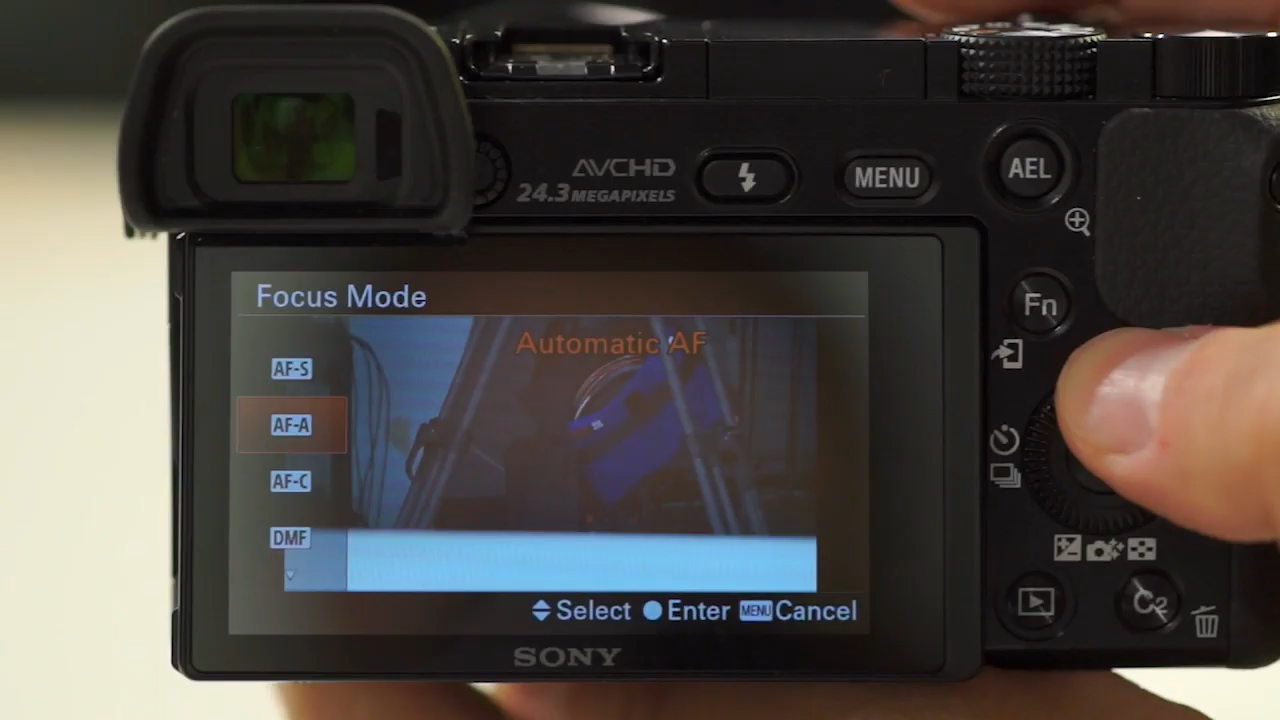 AVCHD
24.3 MEGAPIXELS
MENU
AEL
Fn
Focus Mode
Automatic AF
AF-S
AF-A
AF-C
DMF
Select Enter MENU Cancel
C2
SONY